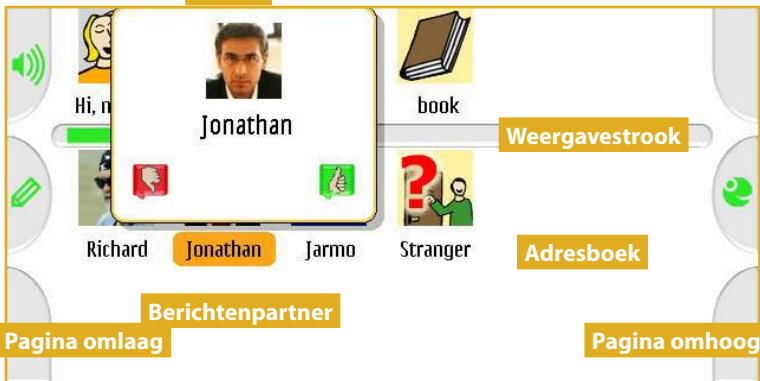 Hi, n
book
Jonathan
Weergavestrook
Richard
Jonathan
Jarmo
Stranger
Adresboek
Berichtenpartner
Pagina omlaag
Pagina omhoog